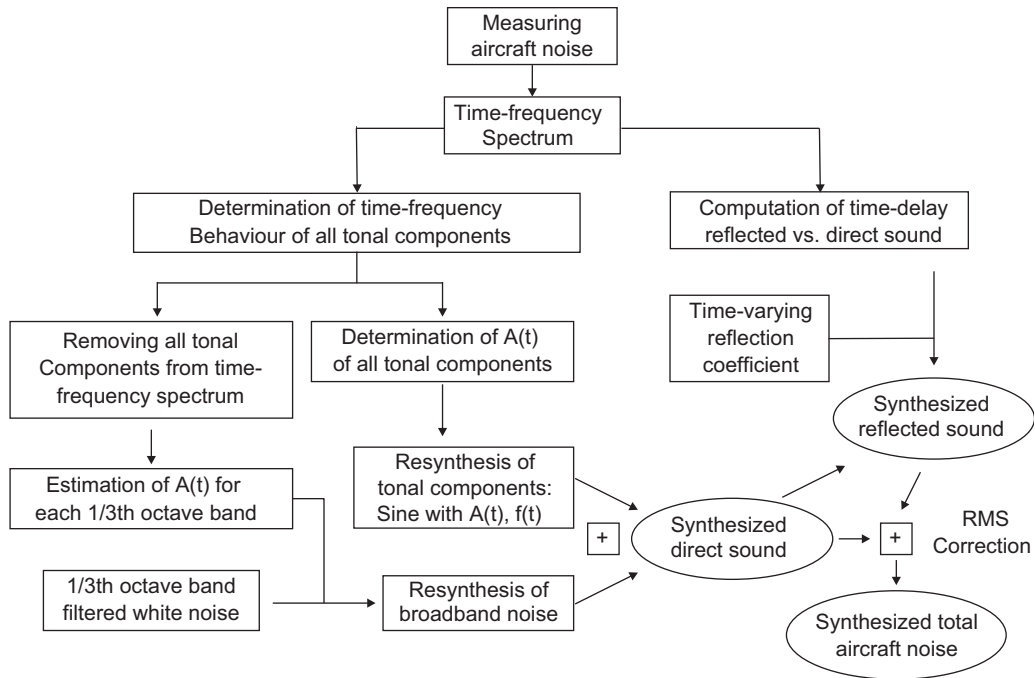 Measuring
aircraft noise
Time-frequency
Spectrum
Determination of time-frequency
Behaviour of all tonal components
Computation of time-delay
reflected vs. direct sound
Removing all tonal
Components from time-
frequency spectrum
Determination of A(t)
of all tonal components
Time-varying
reflection
coefficient
Synthesized
reflected sound
Estimation of A(t) for
each 1/3th octave band
Resynthesis of
tonal components:
Sine with A(t), f(t)
+
Synthesized
direct sound
+
RMS
Correction
1/3th octave band
filtered white noise
Resynthesis of
broadband noise
Synthesized total
aircraft noise